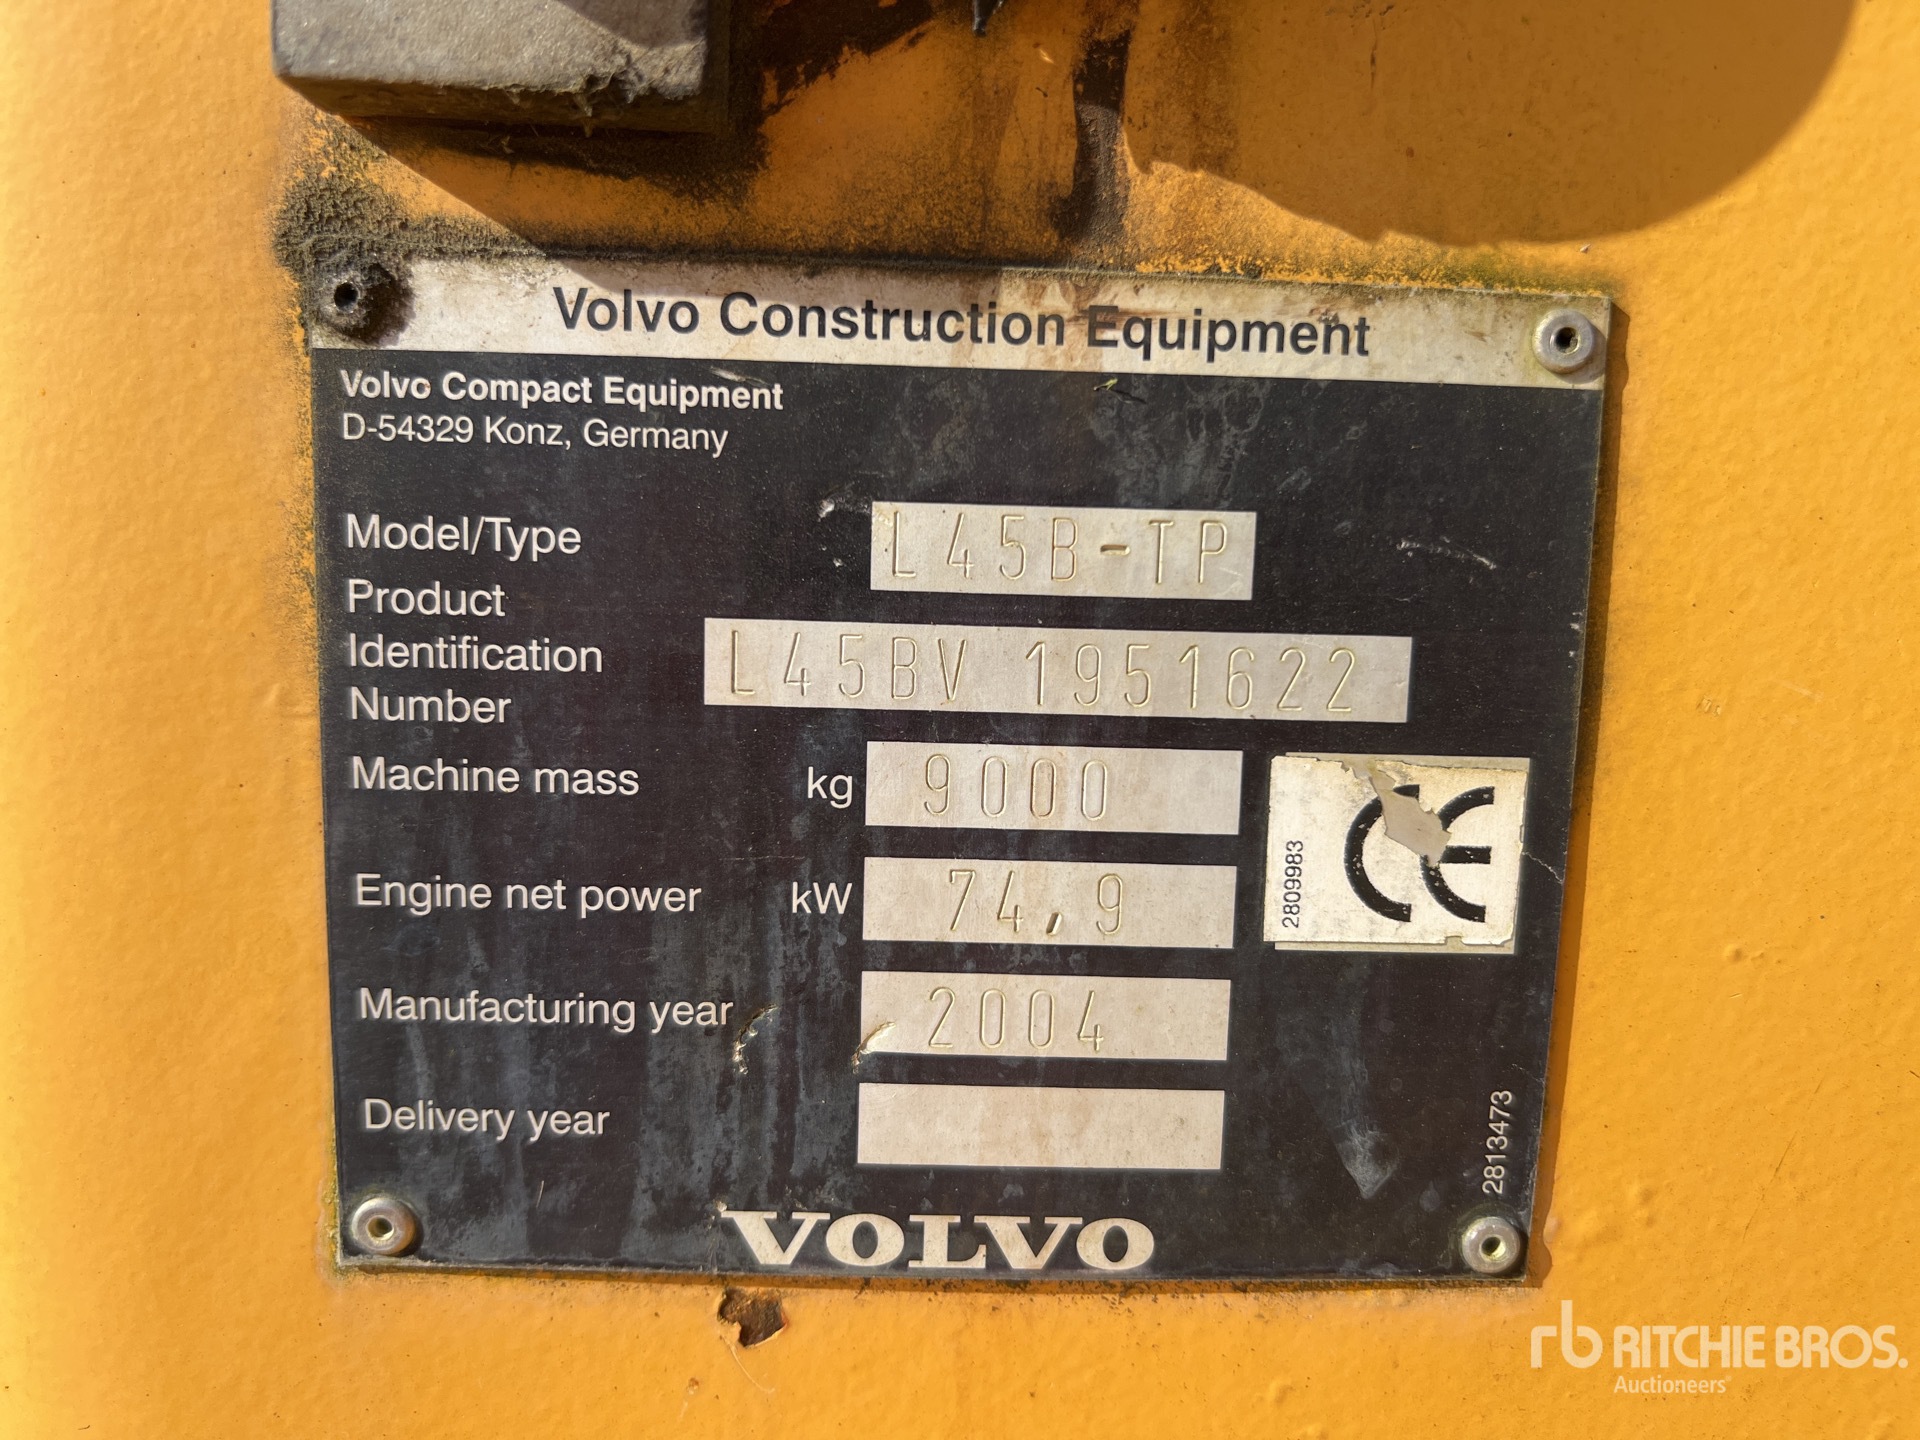 Volvo Construction Equipment
Volvo Compact Equipment
D-54329 Konz, Germany
Model/Type L45B-TP
Product
Identification
Number
L45BV 1951622
Machine mass kg 9000
Engine net power kW 74,9
Manufacturing year 2004
Delivery year
2809983
CE
2813473
VOLVO
rb RITCHIE BROS.
Auctioneers